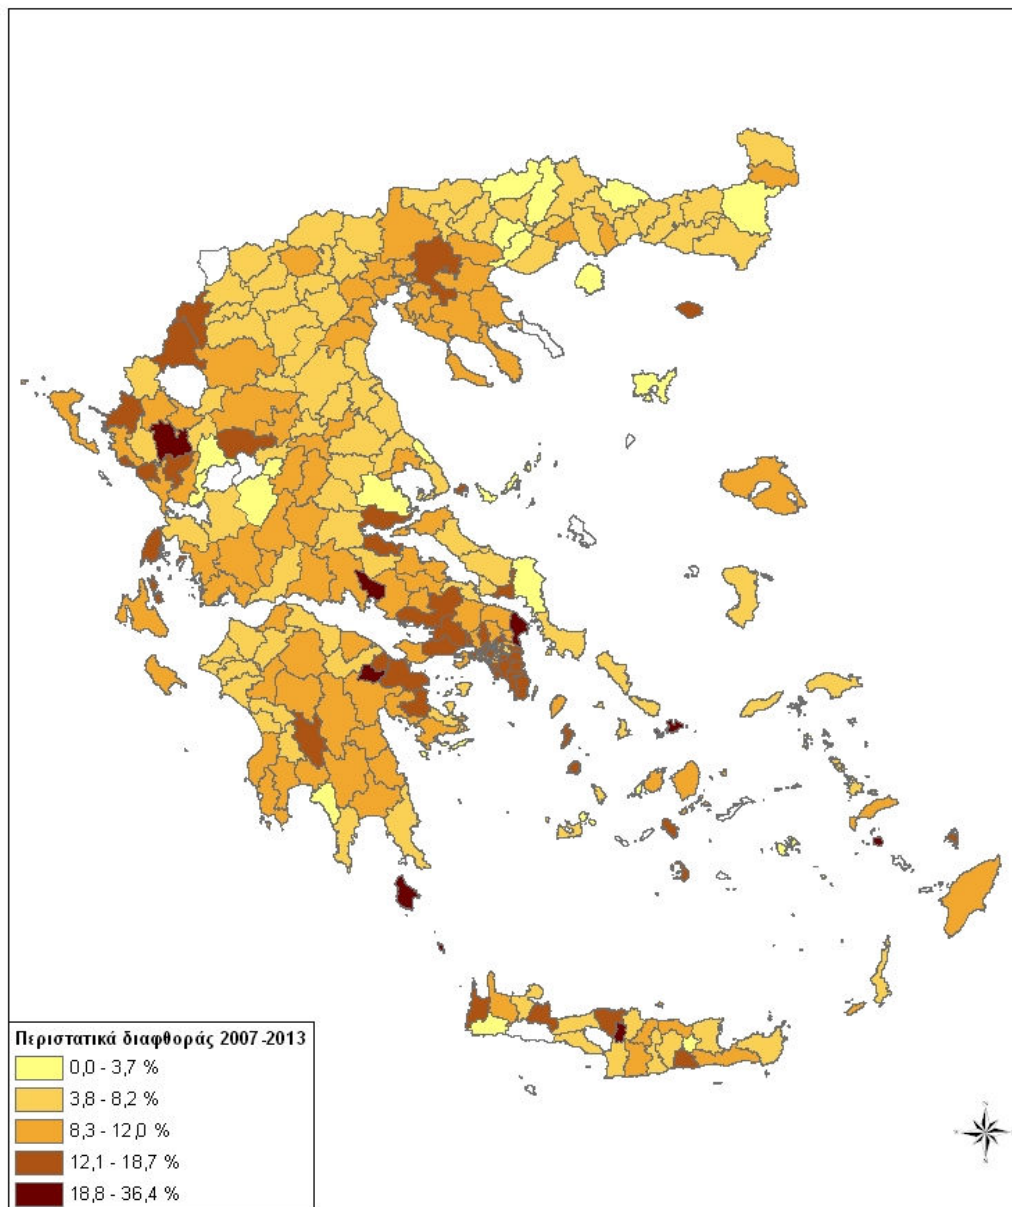 Περιστατικά διαφθοράς 2007-2013
0,0 - 3,7 %
3,8 - 8,2 %
8,3 - 12,0 %
12,1 - 18,7 %
18,8 - 36,4 %